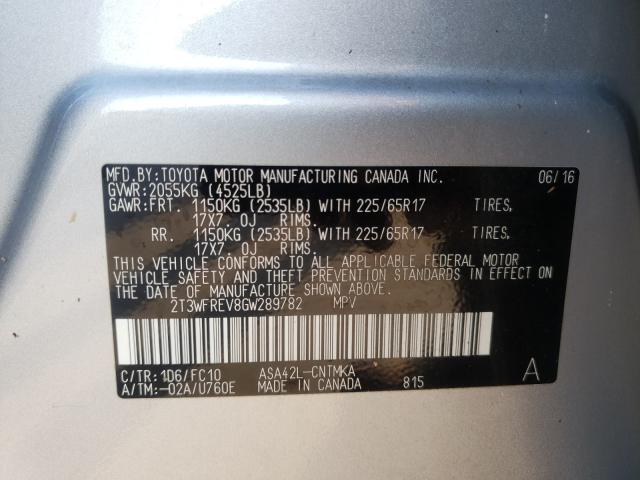 MFD.BY:TOYOTA MOTOR MANUFACTURING CANADA INC. 06/16
GVWR:2055KG (4525LB)
GAWR:FRT. 1150KG (2535LB) WITH 225/65R17 TIRES,
17X7. OJ RIMS.
RR. 1150KG (2535LB) WITH 225/65R17 TIRES,
17X7. OJ RIMS.
THIS VEHICLE CONFORMS TO ALL APPLICABLE FEDERAL MOTOR
VEHICLE SAFETY AND THEFT PREVENTION STANDARDS IN EFFECT ON
THE DATE OF MANUFACTURE SHOWN ABOVE.
2T3WFREV8GW289782 MPV
C/TR:1D6/FC10 ASA42L-CNTMKA
A/TM:-02A/U760E MADE IN CANADA 815 A